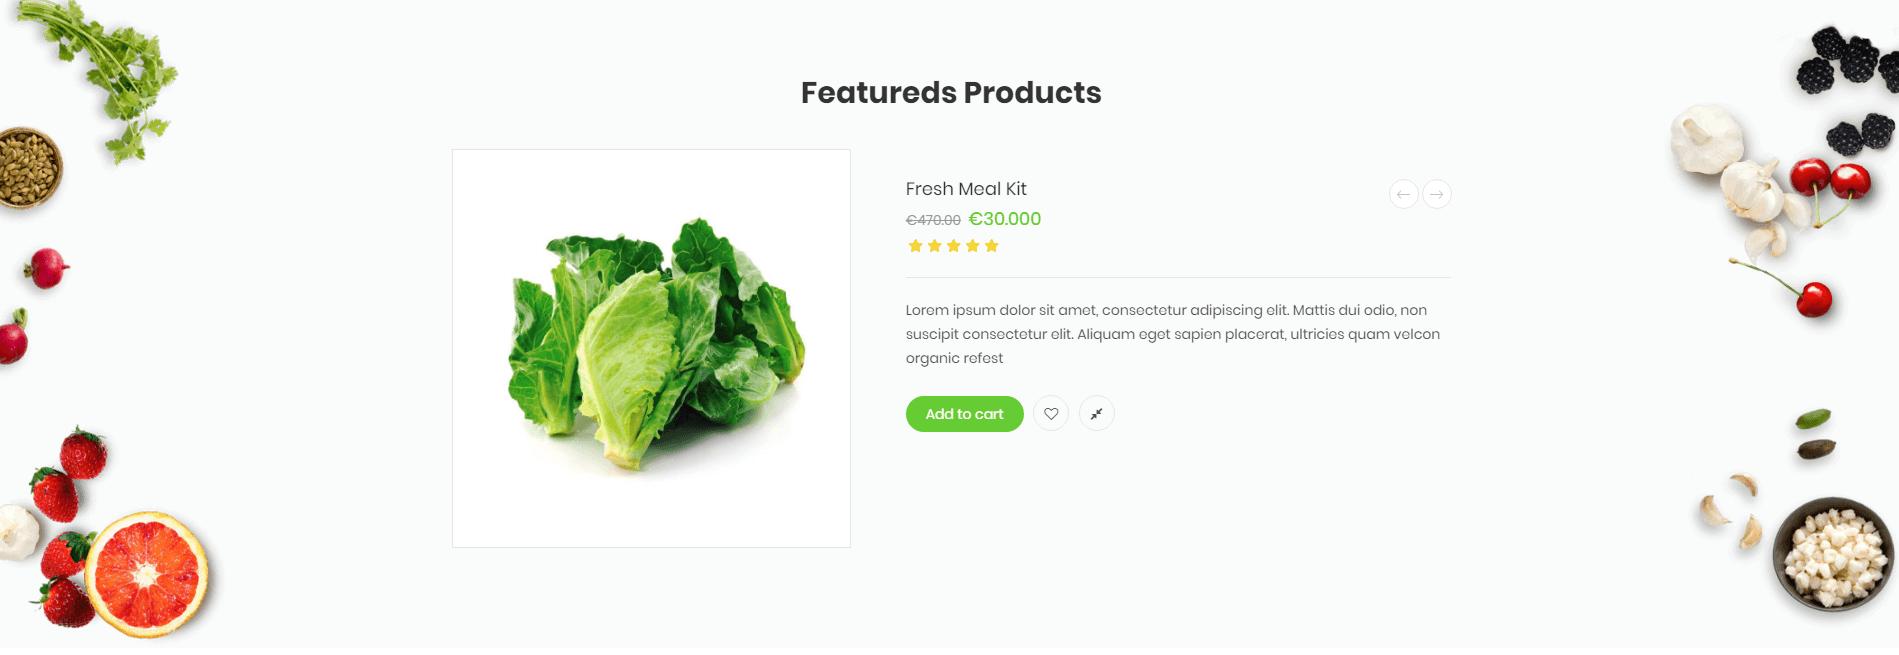 Featureds Products
Fresh Meal Kit
€470.00 €30.000
Lorem ipsum dolor sit amet, consectetur adipiscing elit. Mattis dui odio, non
suscipit consectetur elit. Aliquam eget sapien placerat, ultricies quam velcon
organic refest
Add to cart